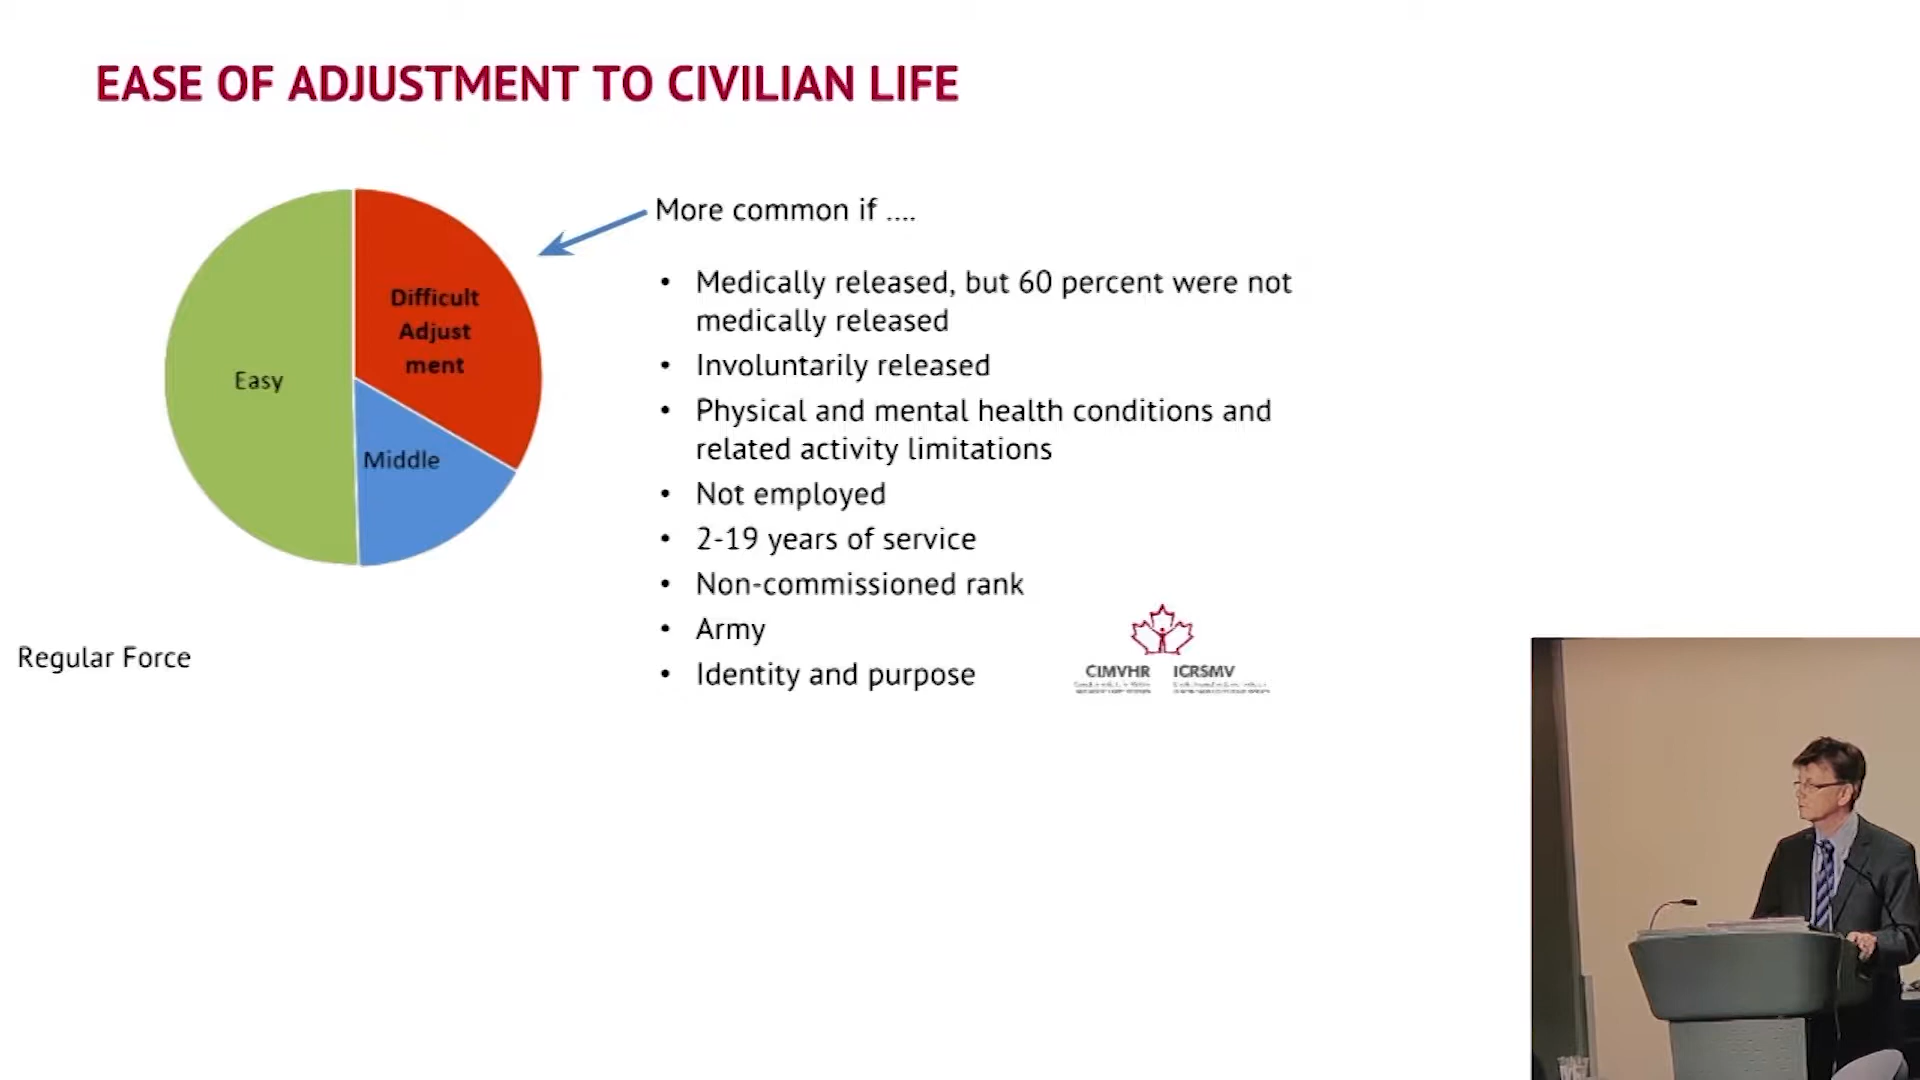 EASE OF ADJUSTMENT TO CIVILIAN LIFE
Difficult
Adjust
ment
Easy
Middle
More common if ....
• Medically released, but 60 percent were not
medically released
• Involuntarily released
• Physical and mental health conditions and
related activity limitations
• Not employed
• 2-19 years of service
• Non-commissioned rank
• Army
• Identity and purpose
Regular Force
CIMVHR ICRSMV